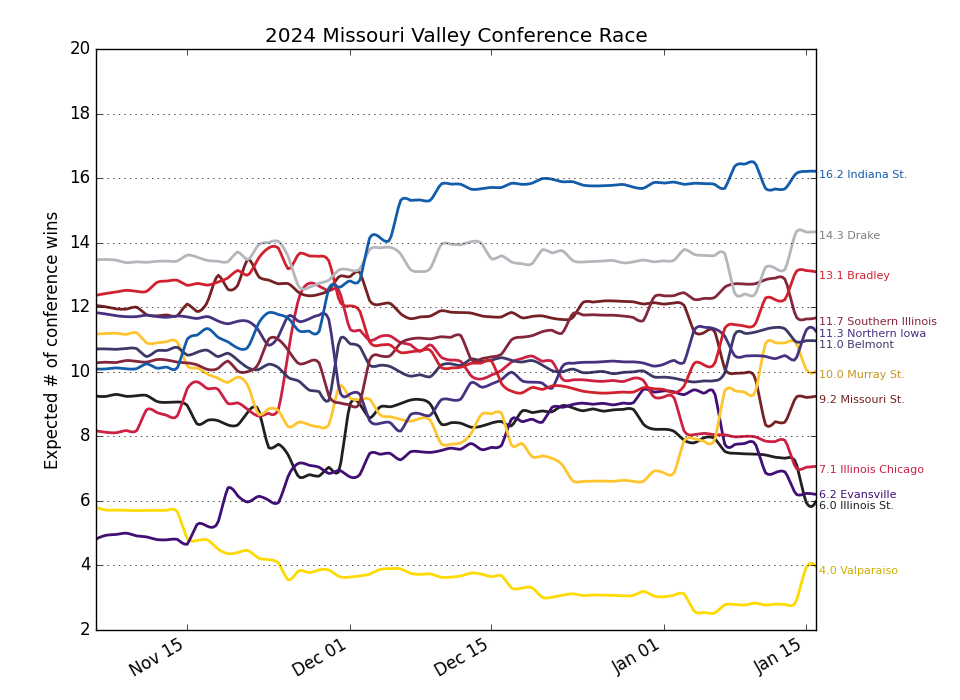 2024 Missouri Valley Conference Race
Expected # of conference wins
20
18
16
14
12
10
8
6
4
2
16.2 Indiana St.
14.3 Drake
13.1 Bradley
11.7 Southern Illinois
11.3 Northern Iowa
11.0 Belmont
10.0 Murray St.
9.2 Missouri St.
7.1 Illinois Chicago
6.2 Evansville
6.0 Illinois St.
4.0 Valparaiso
Nov 15
Dec 01
Dec 15
Jan 01
Jan 15